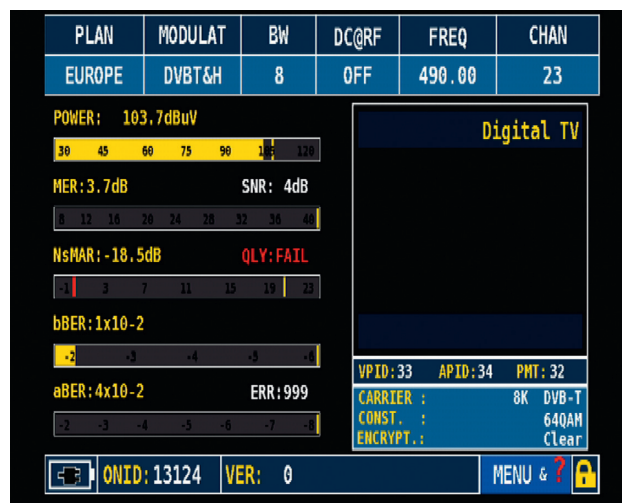 PLAN MODULAT BW DC@RF FREQ CHAN
EUROPE DVBT&H 8 OFF 490.00 23
POWER: 103.7dBuV
30 45 60 75 90 105 120
MER:3.7dB SNR: 4dB
8 12 16 20 24 28 32 36 40
NsMAR:-18.5dB QLY:FAIL
-1 3 7 11 15 19 23
bBER:1x10-2
-2 -3 -4 -5 -6
aBER:4x10-2 ERR:999
-2 -3 -4 -5 -6 -7 -8
Digital TV
VPID:33 APID:34 PMT:32
CARRIER : 8K DVB-T
CONST. : 64QAM
ENCRYPT.: Clear
ONID:13124 VER: 0 MENU & ?